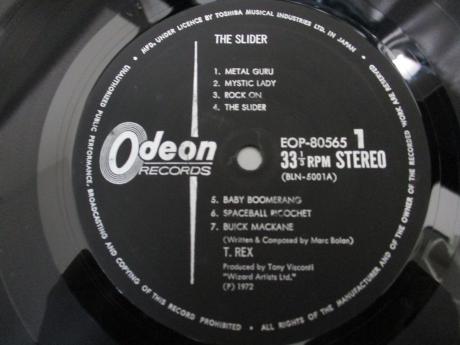 MFD. UNDER LICENCE BY TOSHIBA MUSICAL INDUSTRIES LTD. IN JAPAN
THE SLIDER
1. METAL GURU
2. MYSTIC LADY
3. ROCK ON
4. THE SLIDER
Odeon
RECORDS
EOP-80565 1
33⅓ RPM STEREO
(BLN-5001A)
5. BABY BOOMERANG
6. SPACEBALL RICOCHET
7. BUICK MACKANE
(Written & Composed by Marc Bolan)
T. REX
Produced by Tony Visconti
"Wizard Artists Ltd."
(P) 1972
ALL RIGHTS OF THE MANUFACTURER AND OF THE OWNER OF THE RECORDED WORK ARE RESERVED
UNAUTHORIZED PUBLIC PERFORMANCE, BROADCASTING AND COPYING OF THIS RECORD PROHIBITED